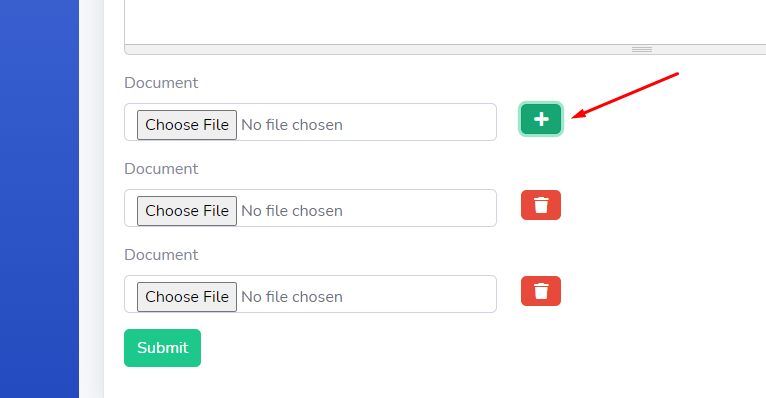 Document
Choose File No file chosen
Document
Choose File No file chosen
Document
Choose File No file chosen
Submit